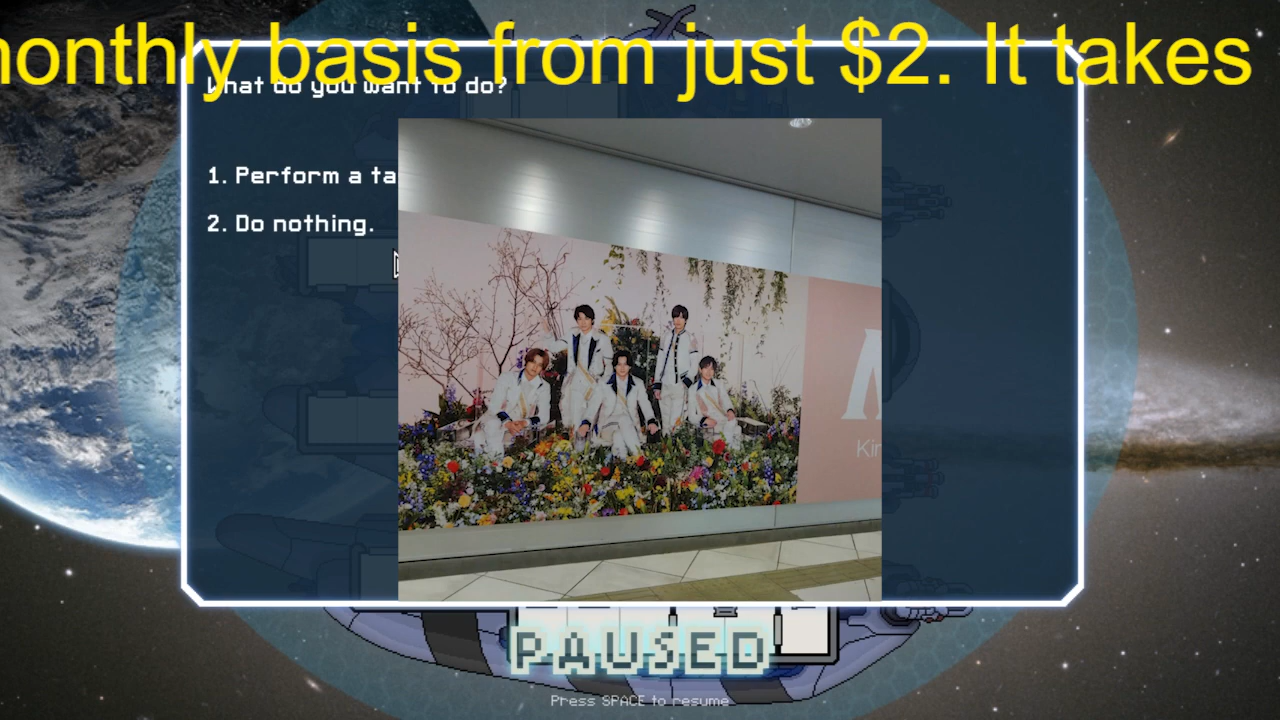 monthly basis from just $2. It takes
What do you want to do?
1. Perform a ta
2. Do nothing.
Kin
PAUSED
Press SPACE to resume